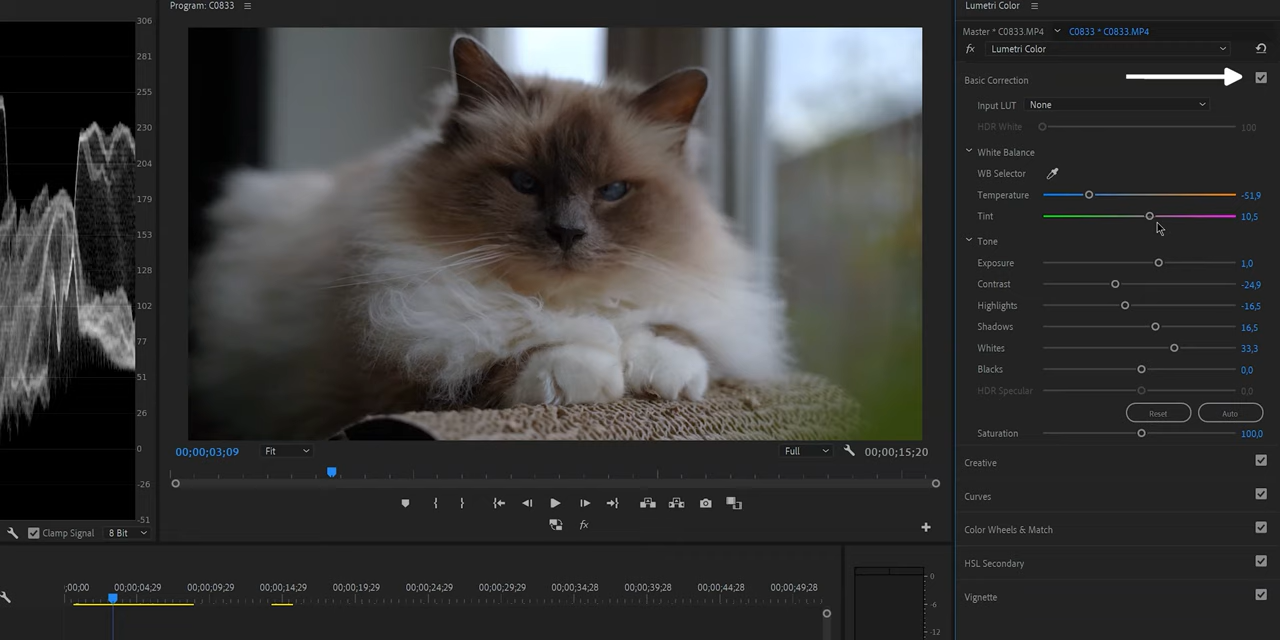 Program: C0833
Lumetri Color
Master * C0833.MP4
C0833 * C0833.MP4
fx
Lumetri Color
Basic Correction
Input LUT
None
HDR White
100
White Balance
WB Selector
Temperature
-51,9
Tint
10,5
Tone
Exposure
1,0
Contrast
-24,9
Highlights
-16,5
Shadows
16,5
Whites
33,3
Blacks
0,0
HDR Specular
0,0
Reset
Auto
Saturation
100,0
Creative
Curves
Color Wheels & Match
HSL Secondary
Vignette
306
281
255
230
204
179
153
128
102
77
51
26
0
-26
-51
Clamp Signal
8 Bit
00;00;03;09
Fit
Full
00;00;15;20
fx
;00;00
00;00;04;29
00;00;09;29
00;00;14;29
00;00;19;29
00;00;24;29
00;00;29;29
00;00;34;28
00;00;39;28
00;00;44;28
00;00;49;28
0
-6
-12